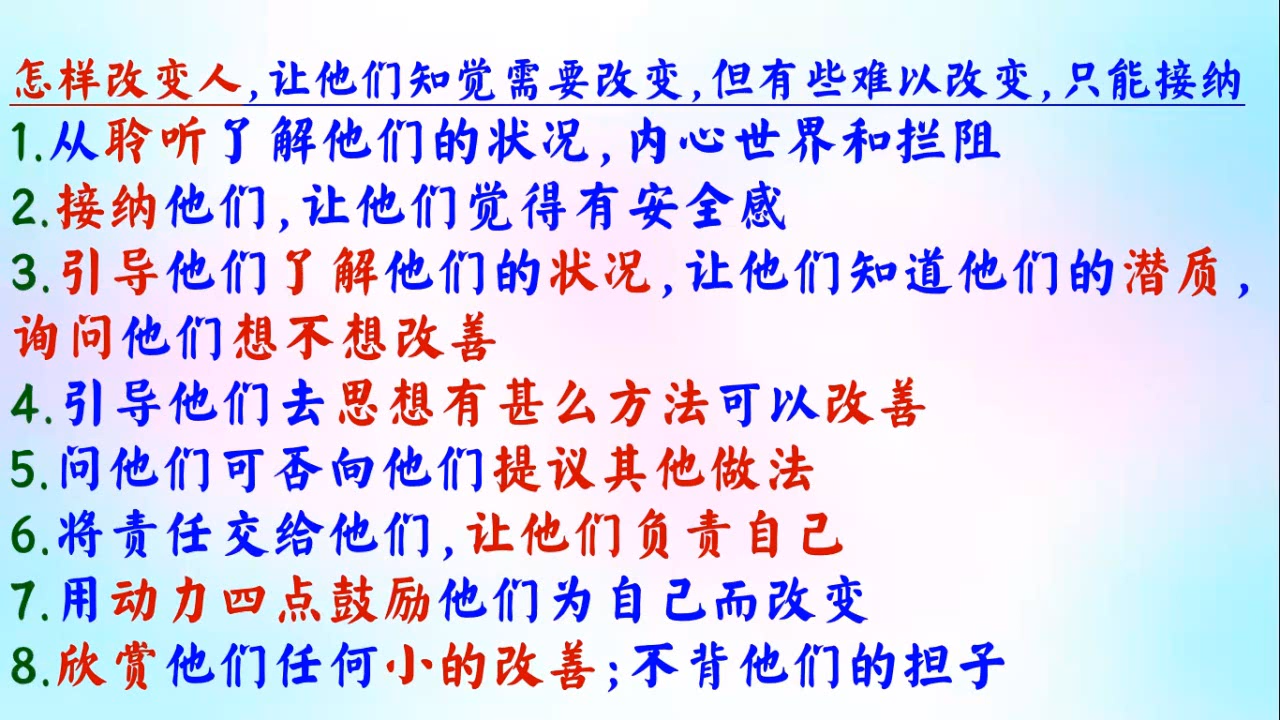 怎样改变人,让他们知觉需要改变,但有些难以改变,只能接纳
1.从聆听了解他们的状况,内心世界和拦阻
2.接纳他们,让他们觉得有安全感
3.引导他们了解他们的状况,让他们知道他们的潜质,
询问他们想不想改善
4.引导他们去思想有甚么方法可以改善
5.问他们可否向他们提议其他做法
6.将责任交给他们,让他们负责自己
7.用动力四点鼓励他们为自己而改变
8.欣赏他们任何小的改善;不背他们的担子